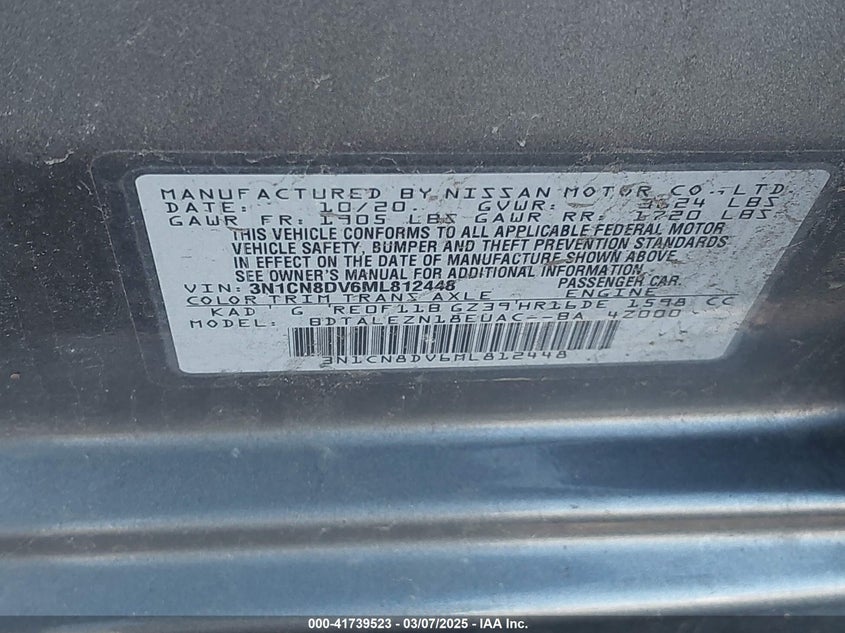 MANUFACTURED BY NISSAN MOTOR CO.,LTD.
DATE: 10/20 GVWR: 3624 LBS
GAWR FR: 1905 LBS GAWR RR: 1720 LBS
THIS VEHICLE CONFORMS TO ALL APPLICABLE FEDERAL MOTOR
VEHICLE SAFETY, BUMPER AND THEFT PREVENTION STANDARDS
IN EFFECT ON THE DATE OF MANUFACTURE SHOWN ABOVE.
SEE OWNER'S MANUAL FOR ADDITIONAL INFORMATION
VIN: 3N1CN8DV6ML812448 PASSENGER CAR.
COLOR TRIM TRANS AXLE ENGINE
KAD G RE0F11B GZ39 HR16DE 1598 CC
MODEL: BDTALEZN18EUAC--BA 4Z000
3N1CN8DV6ML812448
000-41739523 — 03/07/2025 — IAA Inc.